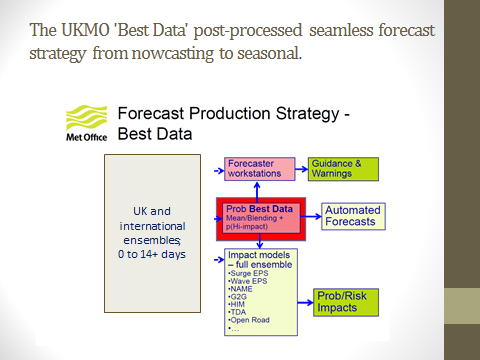 The UKMO 'Best Data' post-processed seamless forecast
strategy from nowcasting to seasonal.
Met Office
Forecast Production Strategy -
Best Data
UK and
international
ensembles;
0 to 14+ days
Forecaster
workstations
Guidance &
Warnings
Prob Best Data
Mean/Blending +
p(Hi-impact)
Automated
Forecasts
Impact models
– full ensemble
•Surge EPS
•Wave EPS
•NAME
•G2G
•HIM
•TDA
•Open Road
•...
Prob/Risk
Impacts